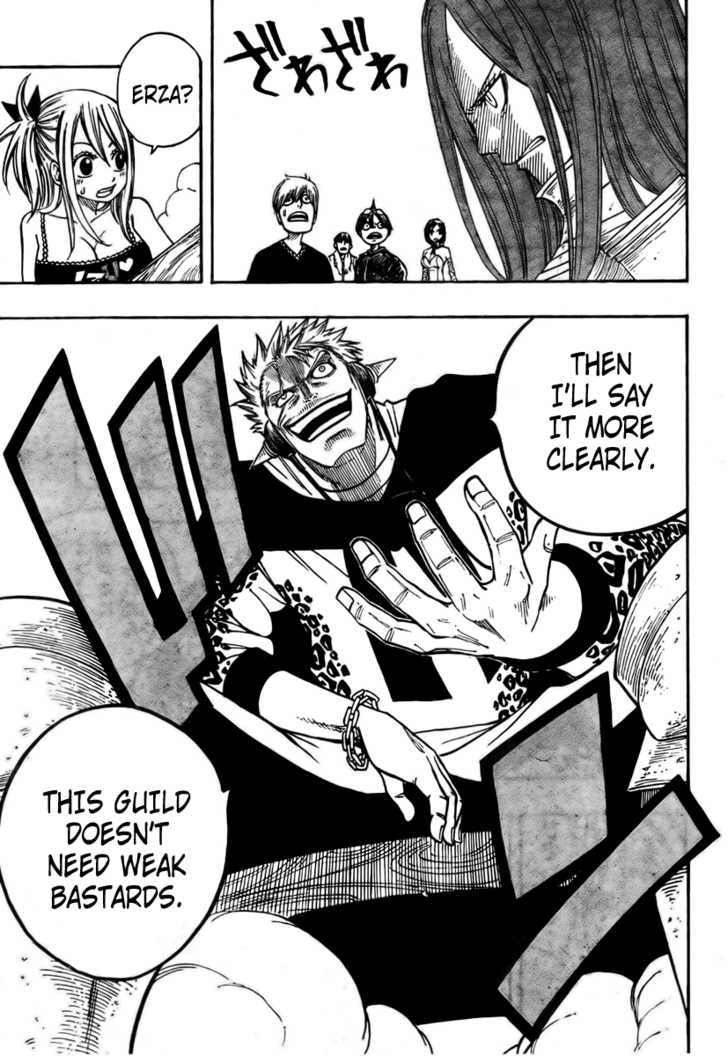 ざわざわ
ERZA?
THEN
I'LL SAY
IT MORE
CLEARLY.
THIS GUILD
DOESN'T
NEED WEAK
BASTARDS.